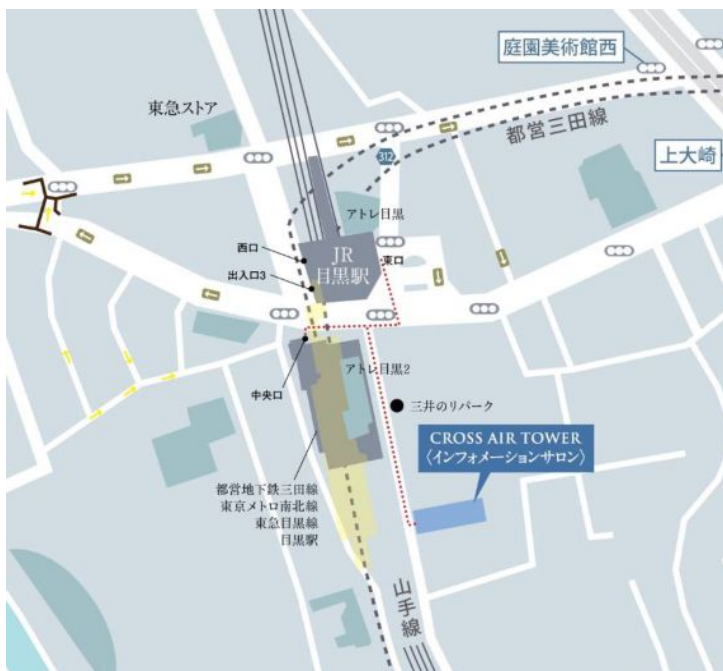 庭園美術館西
東急ストア
都営三田線
312
上大崎
アトレ目黒
西口
JR
目黒駅
東口
出入口3
中央口
アトレ目黒2
三井のリパーク
CROSS AIR TOWER
〈インフォメーションサロン〉
都営地下鉄三田線
東京メトロ南北線
東急目黒線
目黒駅
山手線